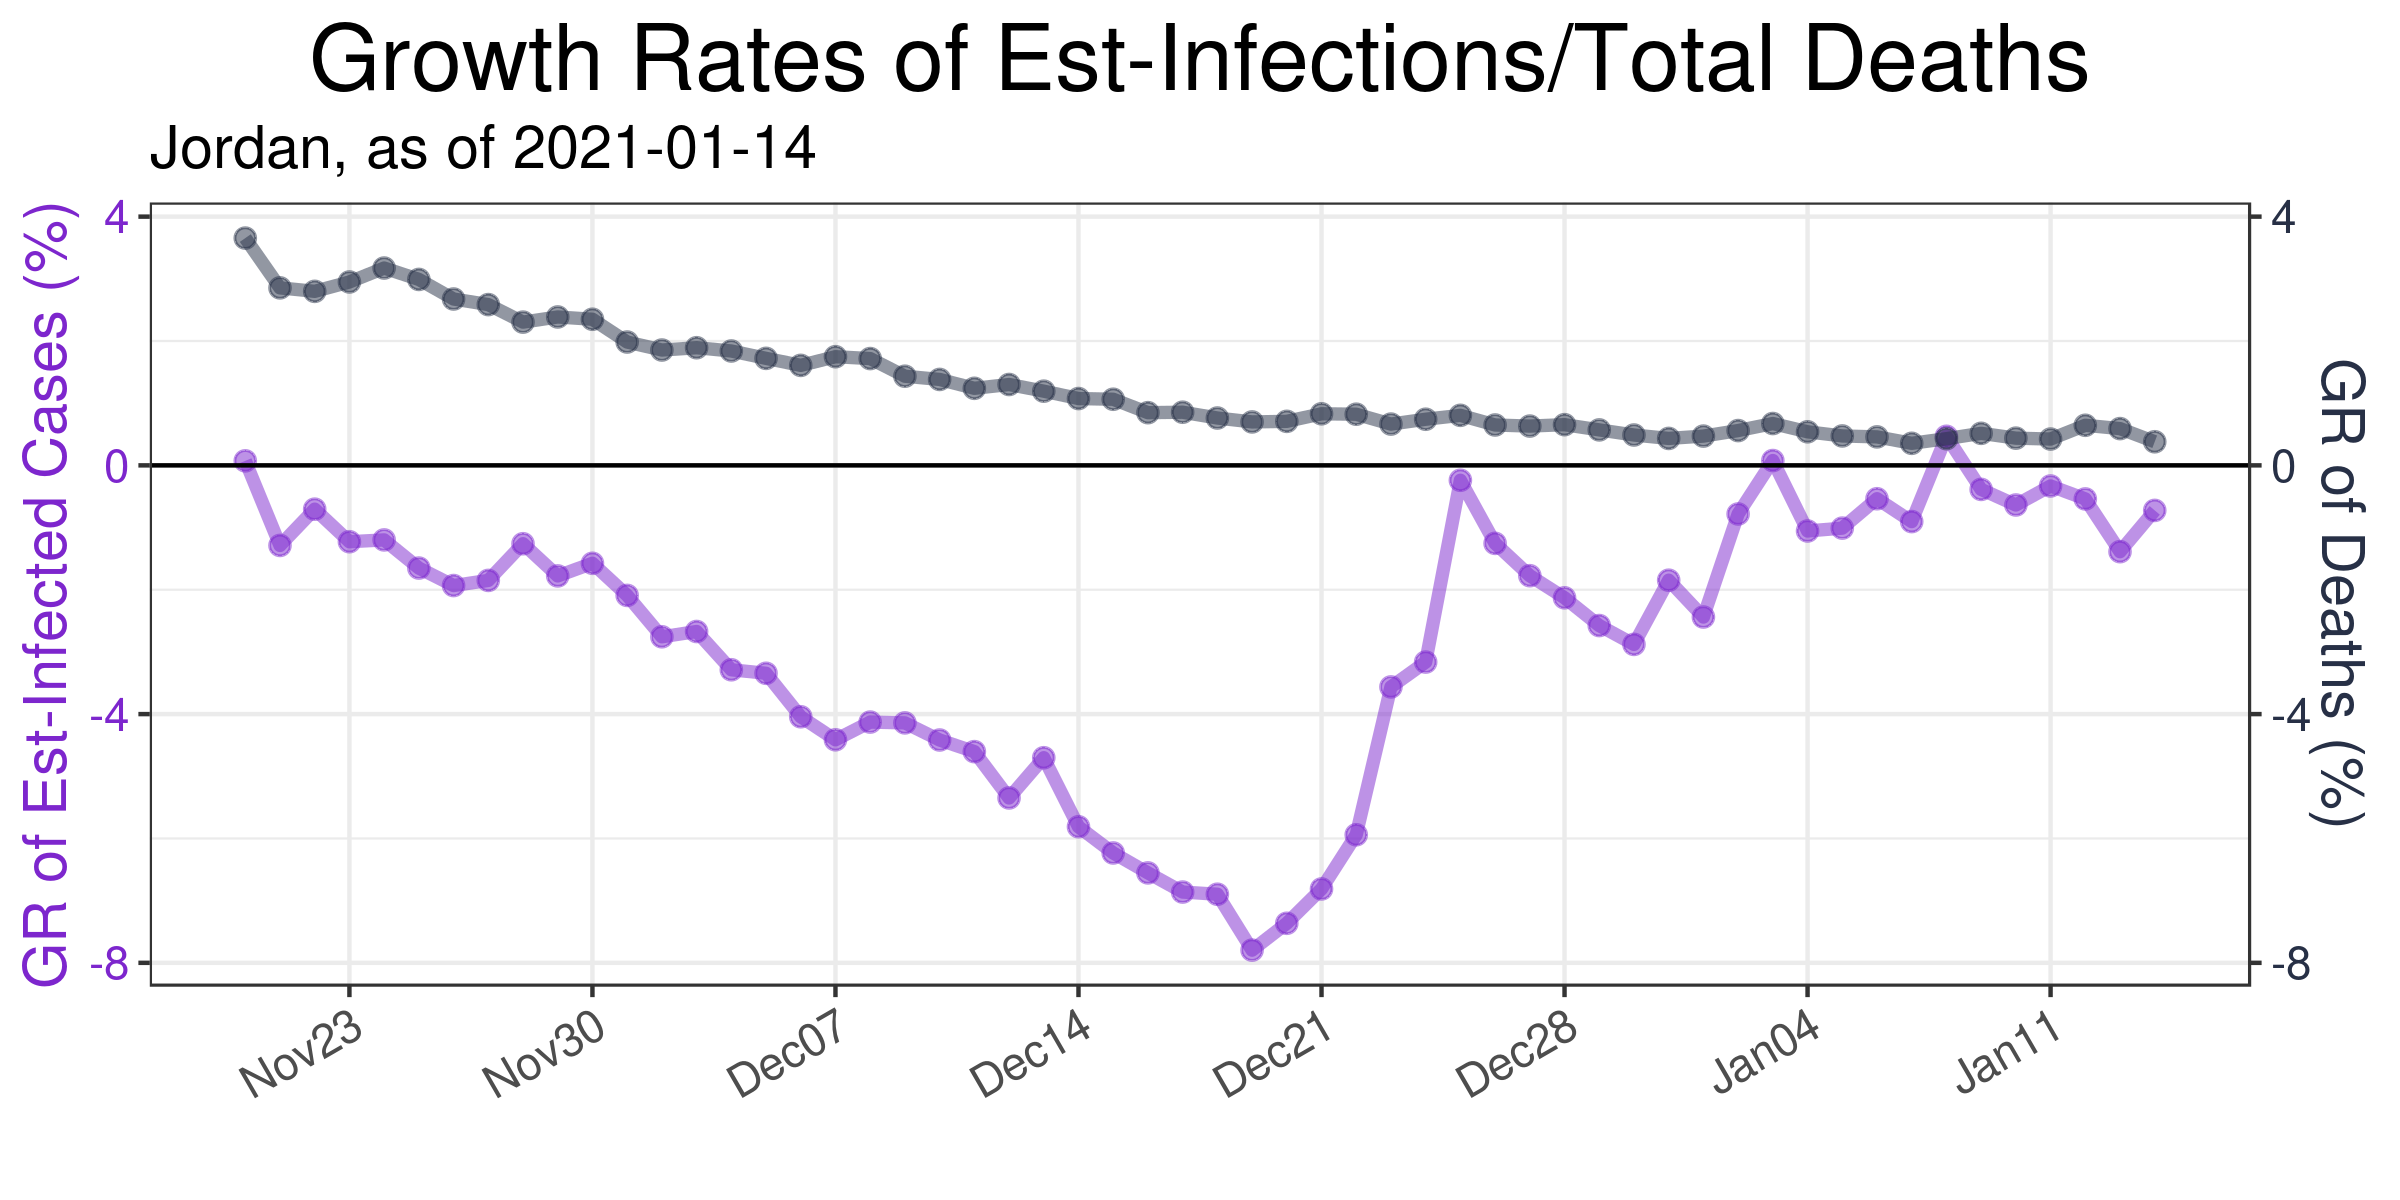 Growth Rates of Est-Infections/Total Deaths
Jordan, as of 2021-01-14
GR of Est-Infected Cases (%)
4
0
-4
-8
4
0
-4
-8
GR of Deaths (%)
Nov23
Nov30
Dec07
Dec14
Dec21
Dec28
Jan04
Jan11